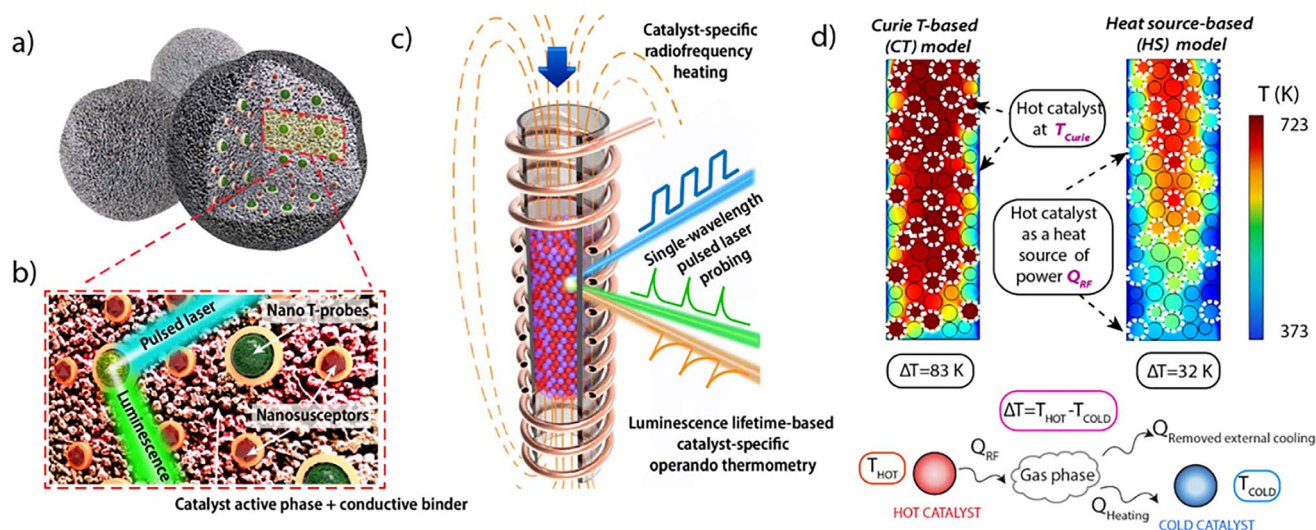 a)
b)
Pulsed laser
Nano T-probes
Nanosusceptors
Luminescence
Catalyst active phase + conductive binder
c)
Catalyst-specific
radiofrequency
heating
Single-wavelength
pulsed laser
probing
Luminescence lifetime-based
catalyst-specific
operando thermometry
d)
Curie T-based
(CT) model
Heat source-based
(HS) model
Hot catalyst
at T_Curie
Hot catalyst
as a heat
source of
power Q_RF
T (K)
723
373
ΔT=83 K
ΔT=32 K
ΔT=T_HOT-T_COLD
T_HOT
Q_RF
Gas phase
Q_Removed external cooling
Q_Heating
T_COLD
HOT CATALYST
COLD CATALYST